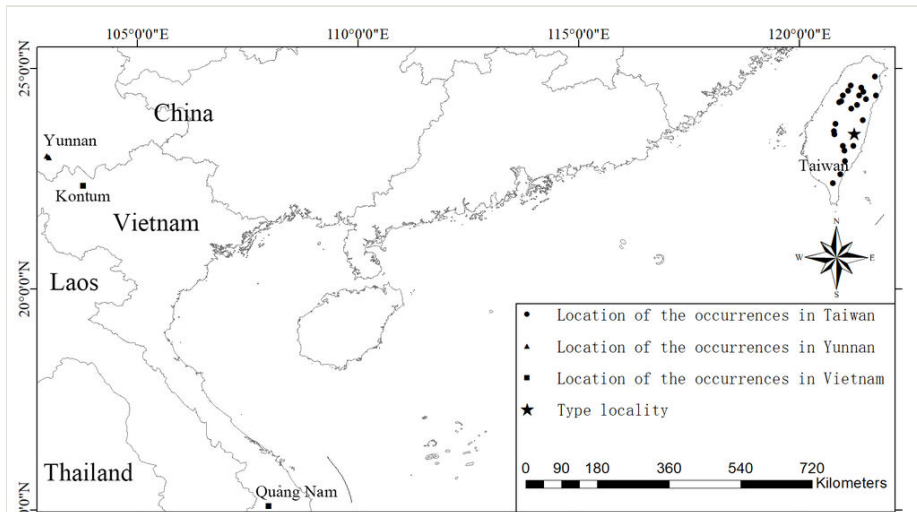 105°0'0"E 110°0'0"E 115°0'0"E 120°0'0"E
25°0'0"N
China
Yunnan
Taiwan
Kontum
Vietnam
N
W E
S
Laos
20°0'0"N
Location of the occurrences in Taiwan
Location of the occurrences in Yunnan
Location of the occurrences in Vietnam
Type locality
Thailand
0 90 180 360 540 720
Kilometers
Quảng Nam
0'0"N